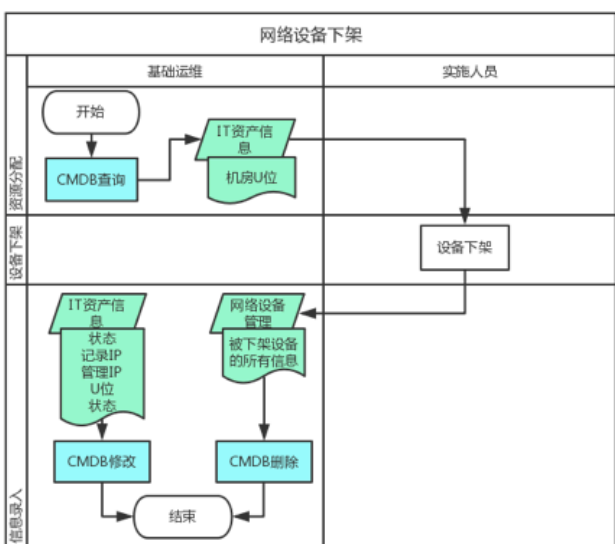 网络设备下架
基础运维
实施人员
资源分配
开始
CMDB查询
IT资产信
息
机房U位
设备下架
设备下架
信息录入
IT资产信
息
状态
记录IP
管理IP
U位
状态
网络设备
管理
被下架设备
的所有信息
CMDB修改
CMDB删除
结束